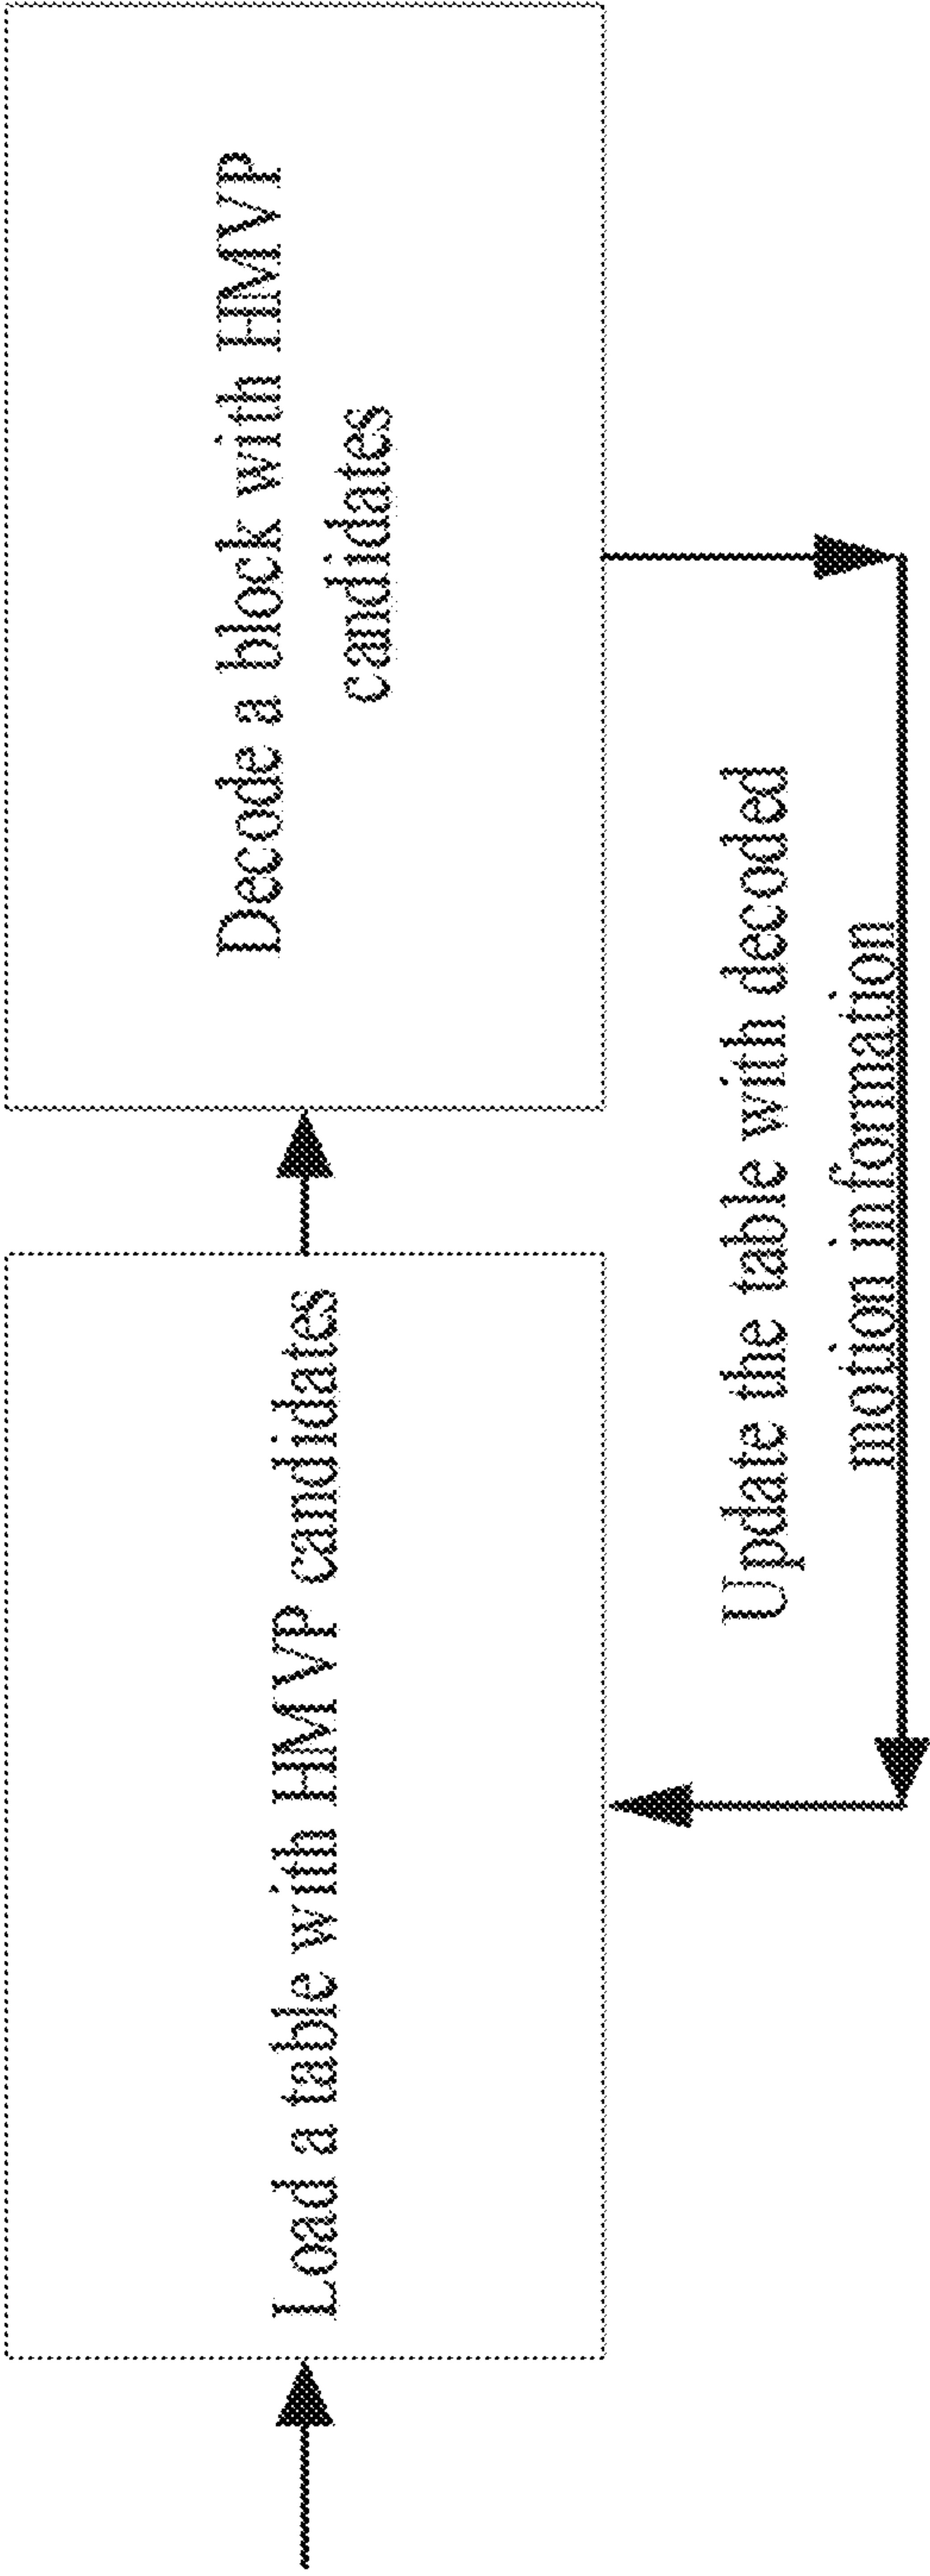 Load a table with HMVP candidates
Decode a block with HMVP
candidates
Update the table with decoded
motion information